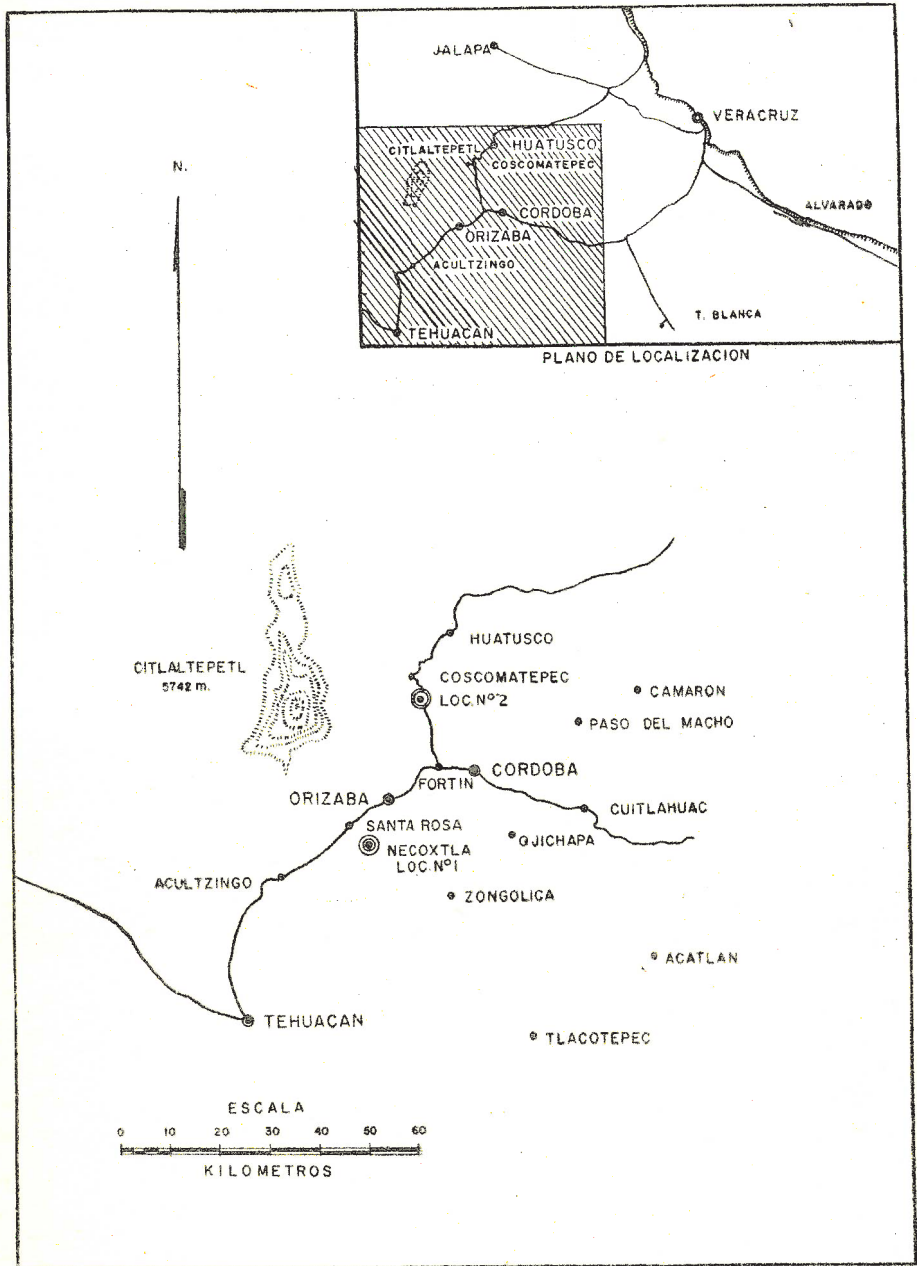 JALAPA
VERACRUZ
CITLALTEPETL
HUATUSCO
COSCOMATEPEC
ALVARADO
CORDOBA
ORIZABA
ACULTZINGO
T. BLANCA
TEHUACAN
PLANO DE LOCALIZACION
N.
HUATUSCO
CITLALTEPETL
5742 m.
COSCOMATEPEC
LOC. Nº 2
CAMARON
PASO DEL MACHO
CORDOBA
FORTIN
ORIZABA
CUITLAHUAC
SANTA ROSA
QJICHAPA
NECOXTLA
LOC. Nº 1
ACULTZINGO
ZONGOLICA
ACATLAN
TEHUACAN
TLACOTEPEC
ESCALA
0 10 20 30 40 50 60
KILOMETROS